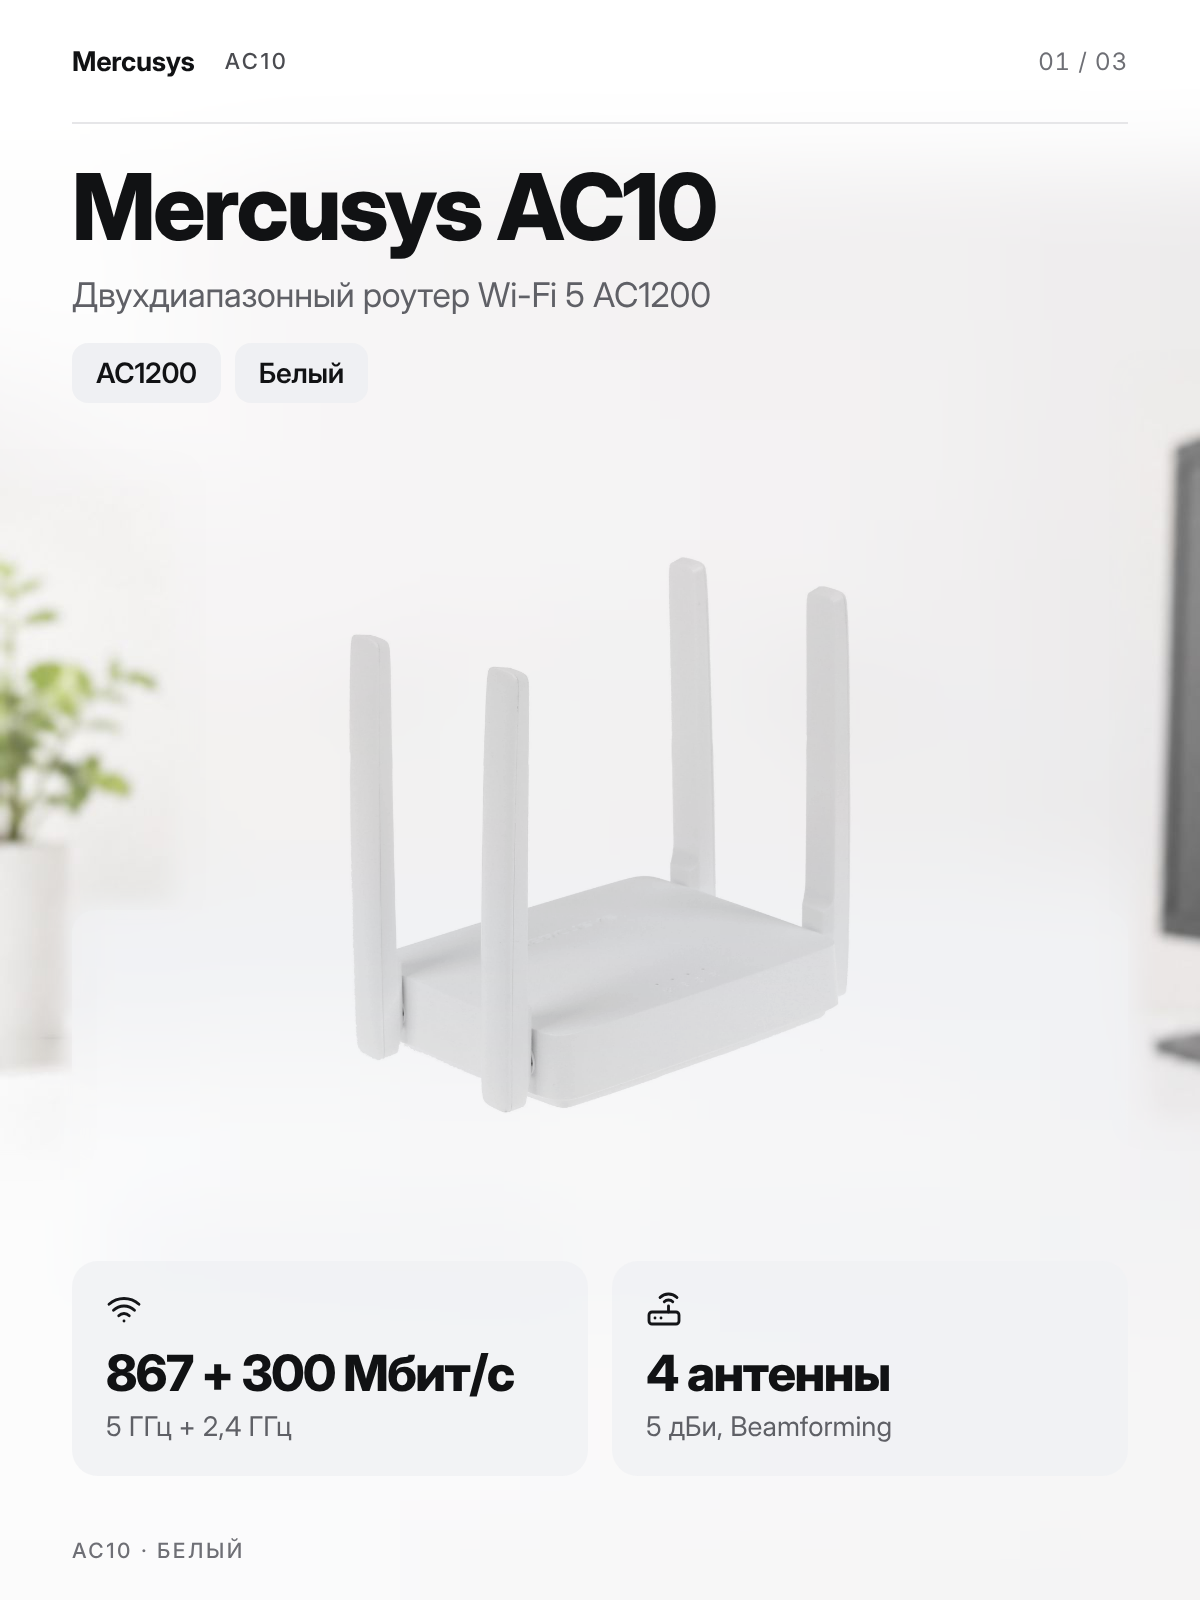 Mercusys AC10 01 / 03
Mercusys AC10
Двухдиапазонный роутер Wi-Fi 5 AC1200
AC1200 Белый
867 + 300 Мбит/с
5 ГГц + 2,4 ГГц
4 антенны
5 дБи, Beamforming
AC10 · БЕЛЫЙ